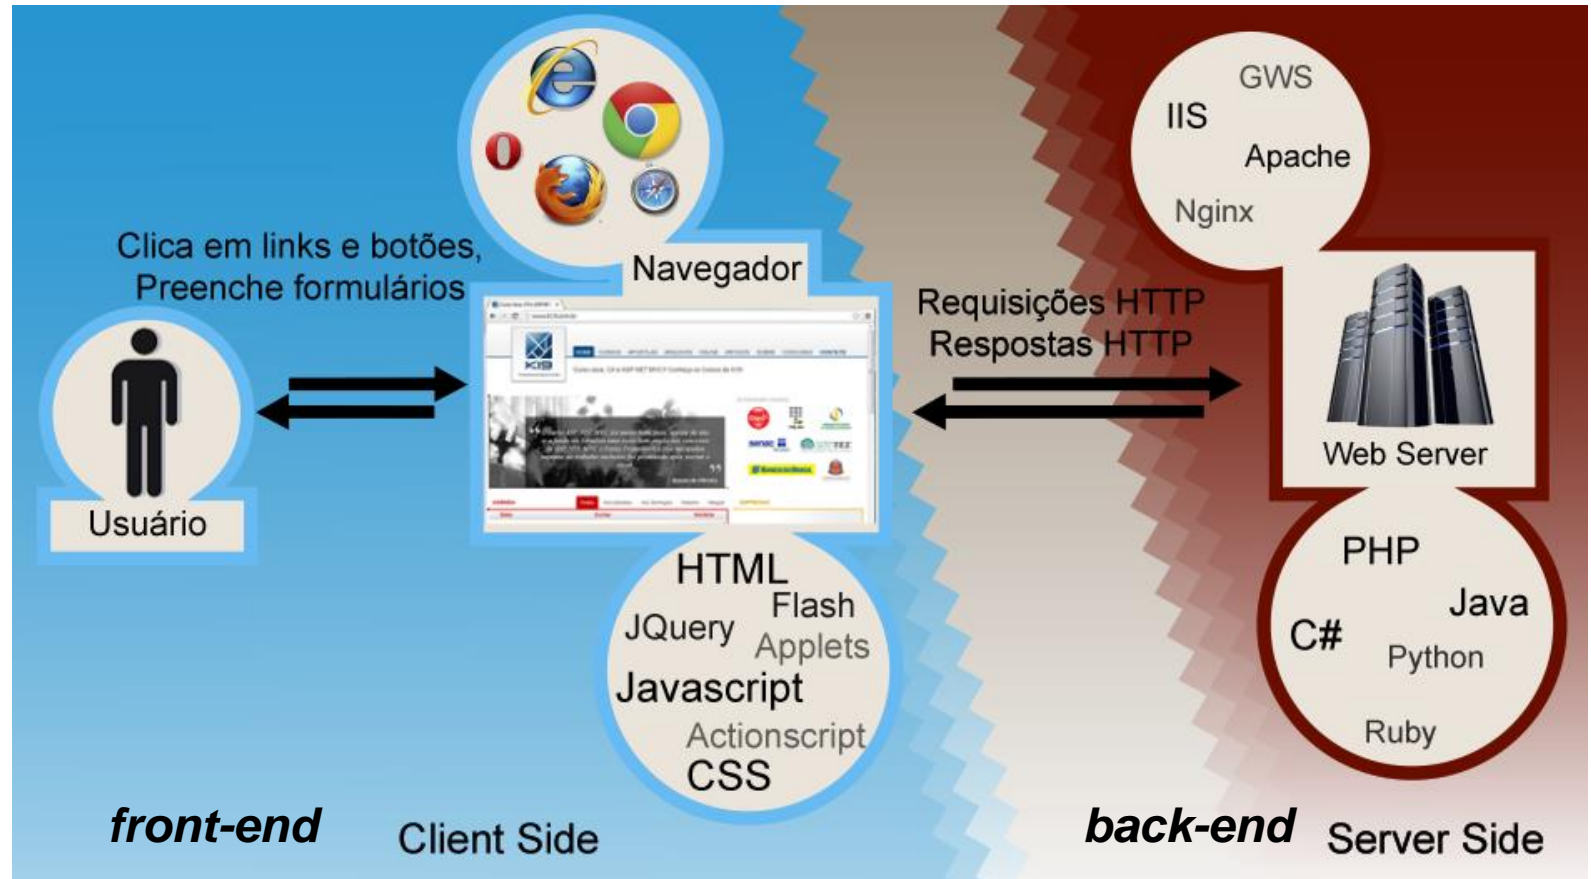 GWS
IIS
Apache
Nginx
Clica em links e botões,
Preenche formulários
Navegador
Requisições HTTP
Respostas HTTP
K19
Usuário
Web Server
HTML
Flash
JQuery
Applets
Javascript
Actionscript
CSS
PHP
Java
C#
Python
Ruby
front-end
Client Side
back-end
Server Side